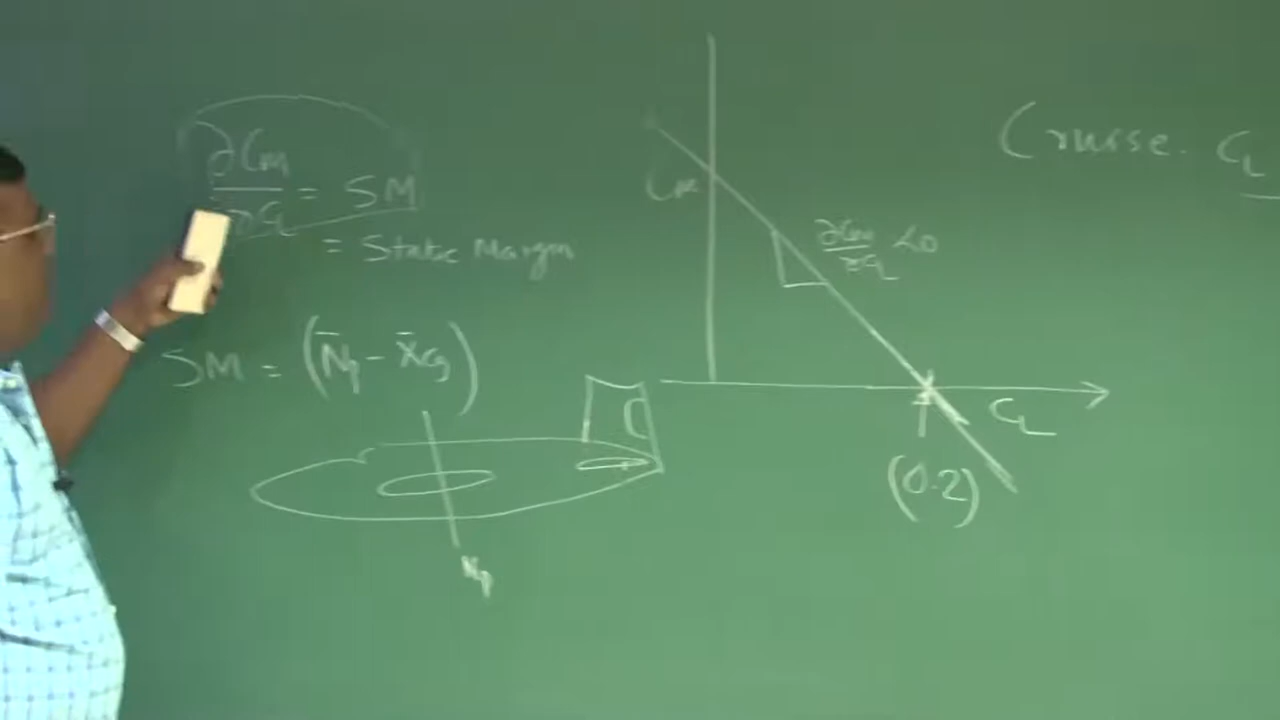 ∂Cm/∂CL = SM
= Static Margin
SM = (N̄p - X̄cg)
Cm
∂Cm/∂CL <0
CL
(0.2)
Cruise. CL